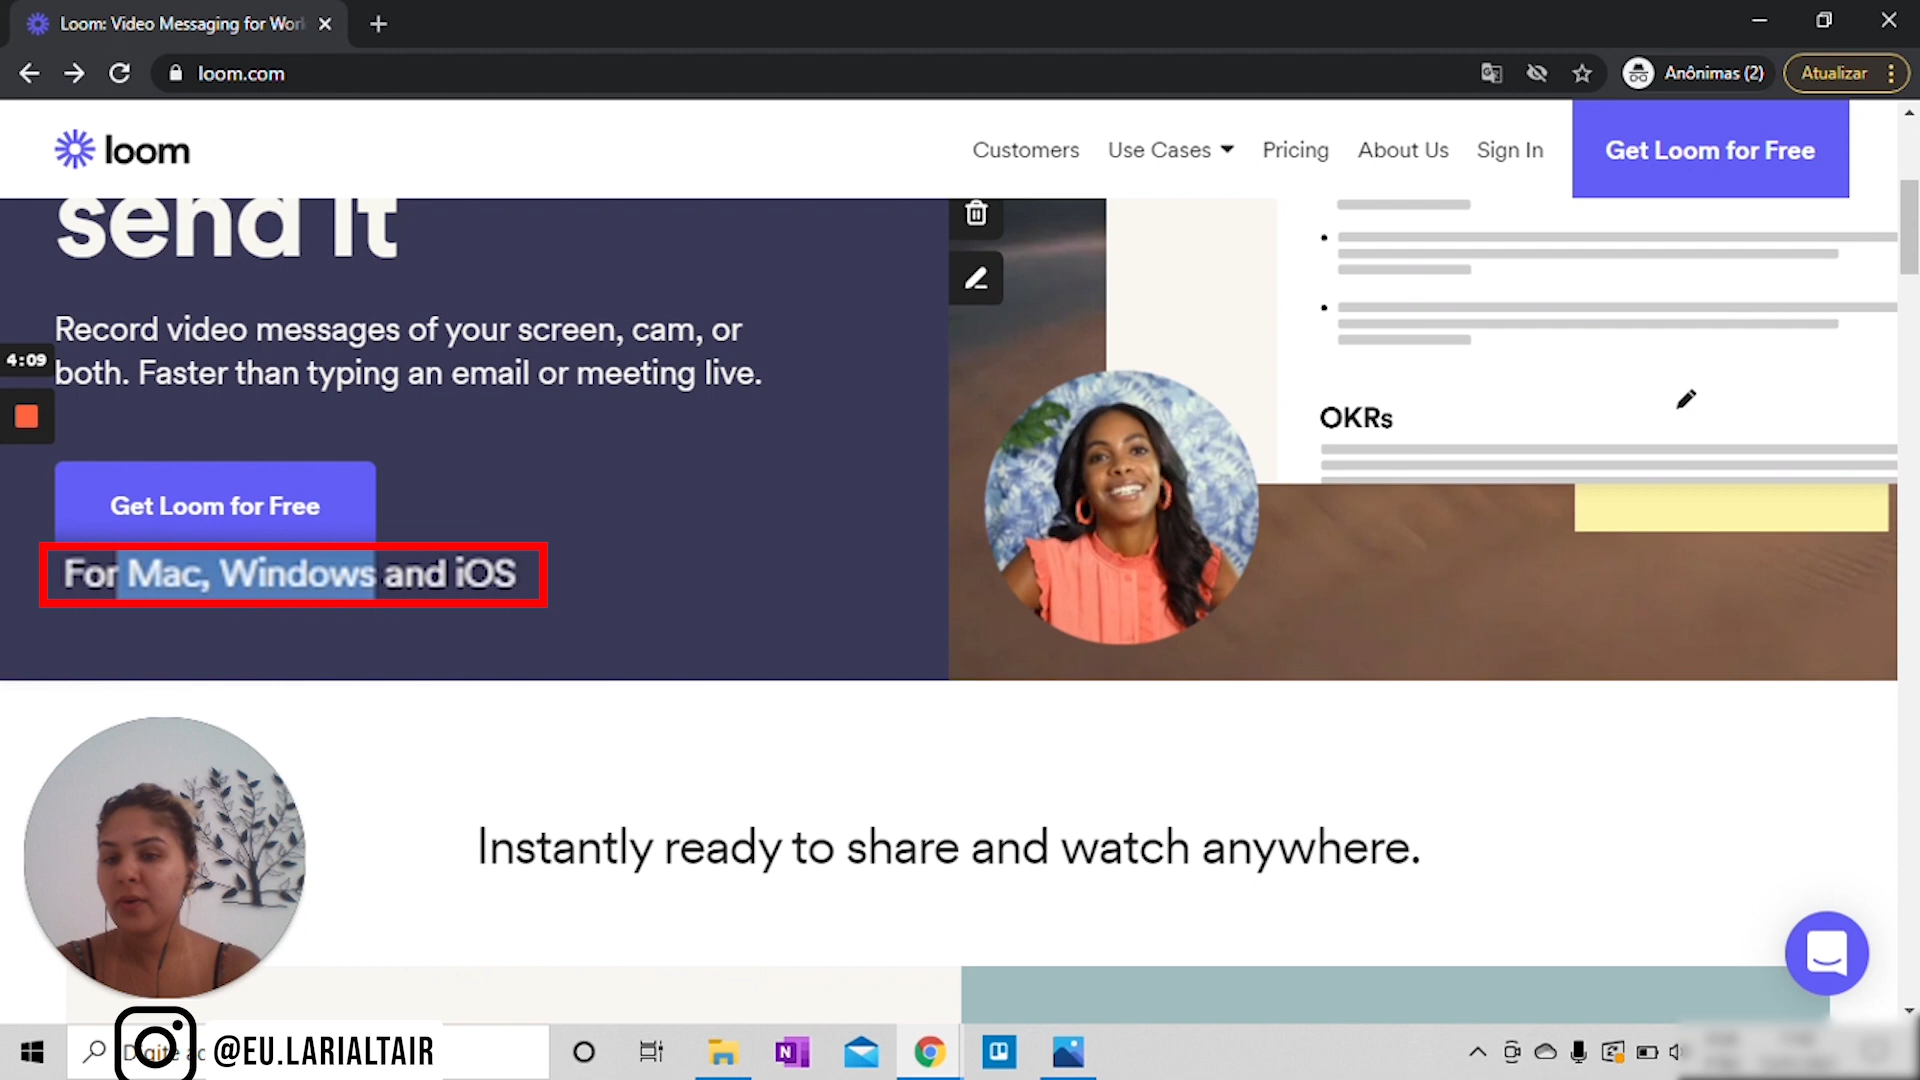 Loom: Video Messaging for Wor
loom.com
Anônimas (2)
Atualizar
loom
Customers
Use Cases
Pricing
About Us
Sign In
Get Loom for Free
send it
Record video messages of your screen, cam, or
both. Faster than typing an email or meeting live.
4:09
OKRs
Get Loom for Free
For Mac, Windows and iOS
Instantly ready to share and watch anywhere.
Digite ac
@EU.LARIALTAIR